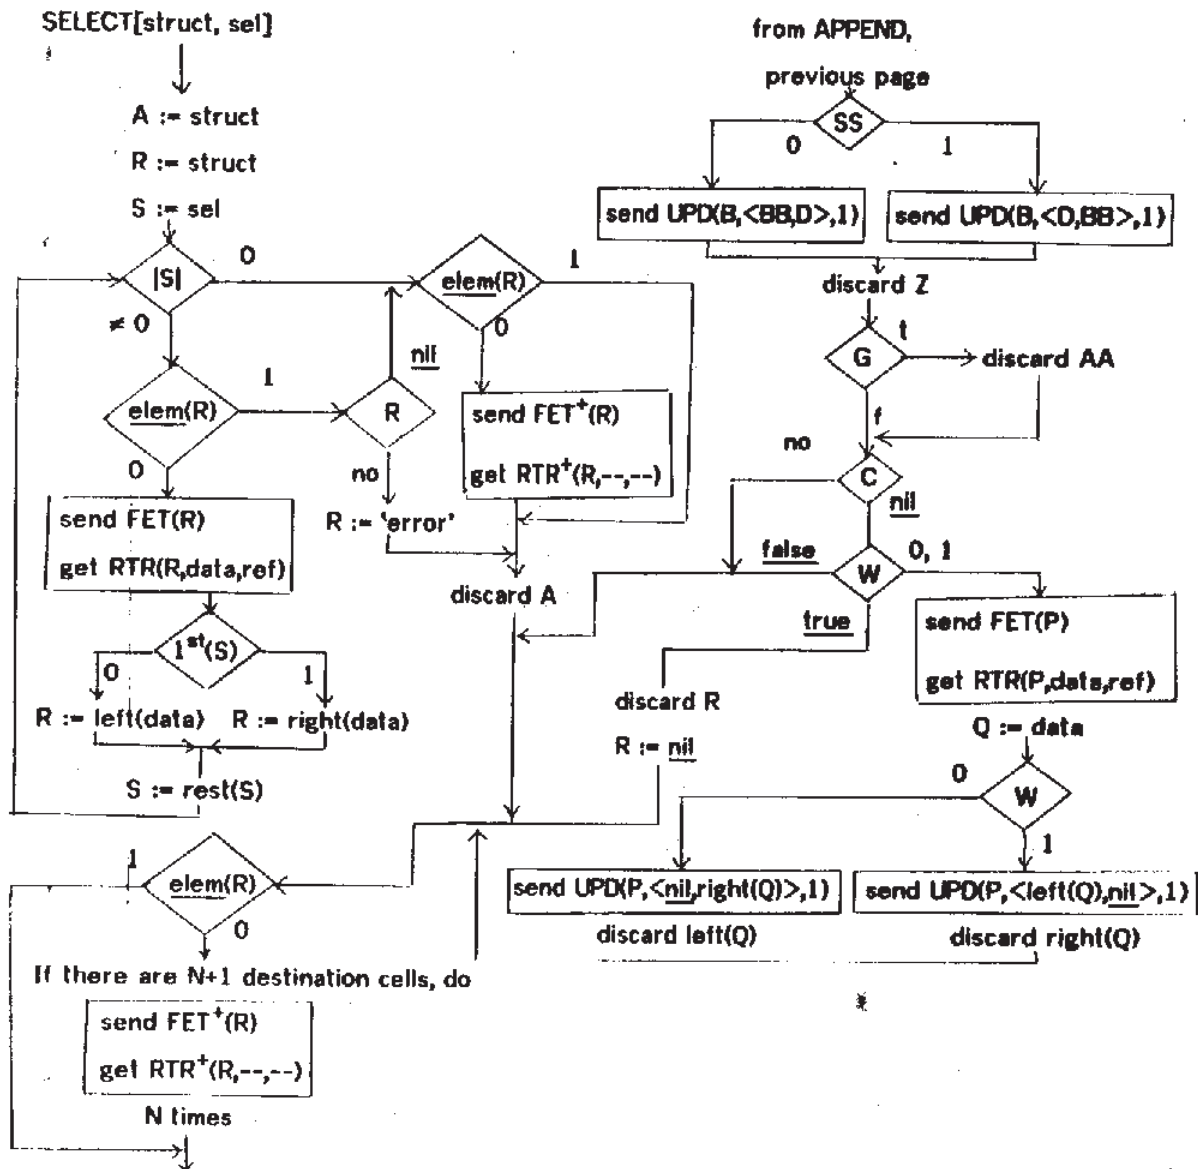 SELECT[struct, sel]
A := struct
R := struct
S := sel
|S|
0
≠ 0
elem(R)
1
0
nil
elem(R)
1
0
R
no
send FET⁺(R)
get RTR⁺(R,--,--)
send FET(R)
get RTR(R,data,ref)
R := 'error'
discard A
1ˢᵗ(S)
0
1
R := left(data)
R := right(data)
S := rest(S)
from APPEND,
previous page
SS
0
1
send UPD(B,<BB,D>,1)
send UPD(B,<D,BB>,1)
discard Z
G
t
discard AA
f
no
C
nil
false
W
0, 1
true
send FET(P)
get RTR(P,data,ref)
discard R
R := nil
Q := data
0
W
1
send UPD(P,<nil,right(Q)>,1)
send UPD(P,<left(Q),nil>,1)
discard left(Q)
discard right(Q)
1
elem(R)
0
If there are N+1 destination cells, do
send FET⁺(R)
get RTR⁺(R,--,--)
N times